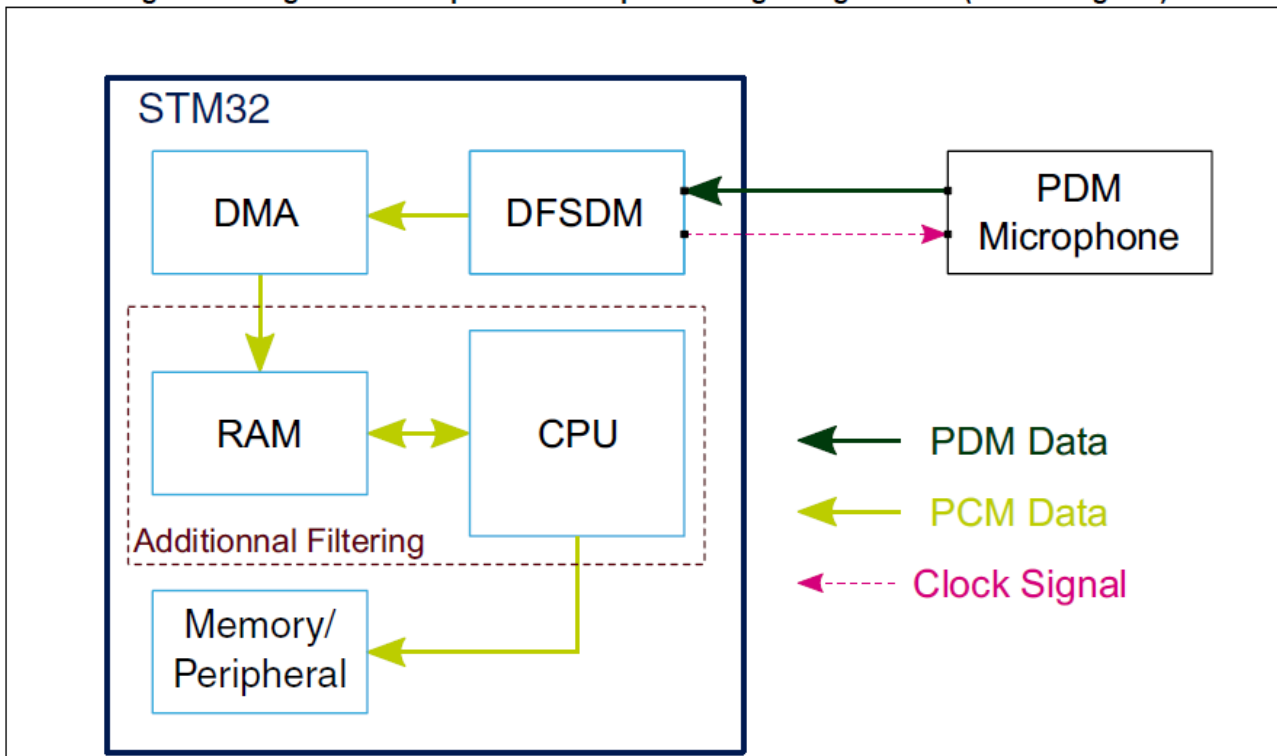 STM32
DMA
DFSDM
PDM
Microphone
RAM
CPU
Additionnal Filtering
Memory/
Peripheral
PDM Data
PCM Data
Clock Signal